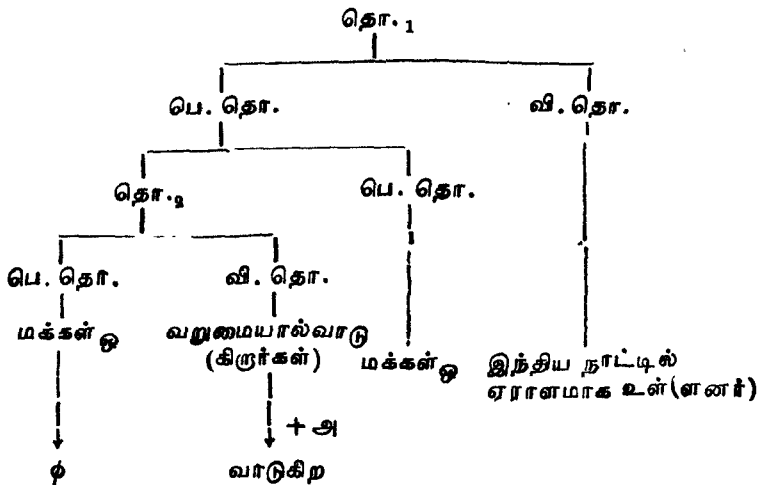 தொ.₁
பெ. தொ. வி. தொ.
தொ.₂ பெ. தொ.
பெ. தொ. வி. தொ.
மக்கள்ஒ வறுமையால்வாடு மக்கள்ஒ இந்திய நாட்டில்
(கிறார்கள்) ஏராளமாக உள்(ளனர்)
+அ
φ வாடுகிற